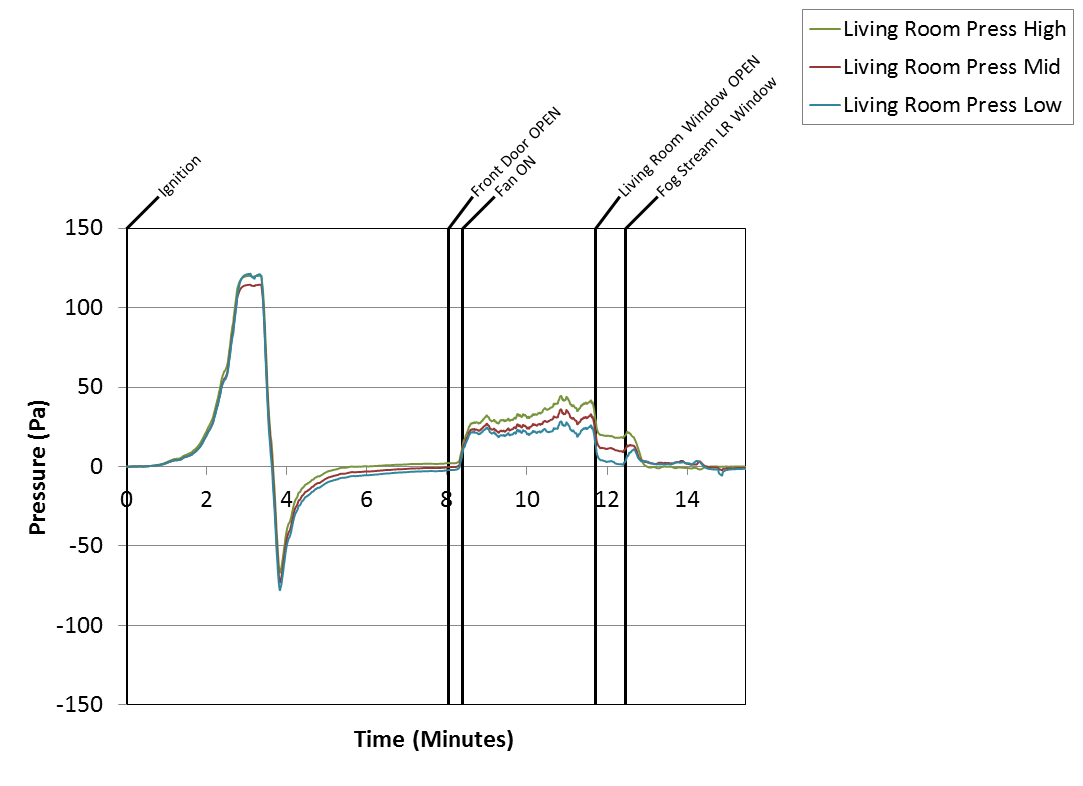 Living Room Press High
Living Room Press Mid
Living Room Press Low
Ignition
Front Door OPEN
Fan ON
Living Room Window OPEN
Fog Stream LR Window
150
100
50
0
-50
-100
-150
0 2 4 6 8 10 12 14
Pressure (Pa)
Time (Minutes)